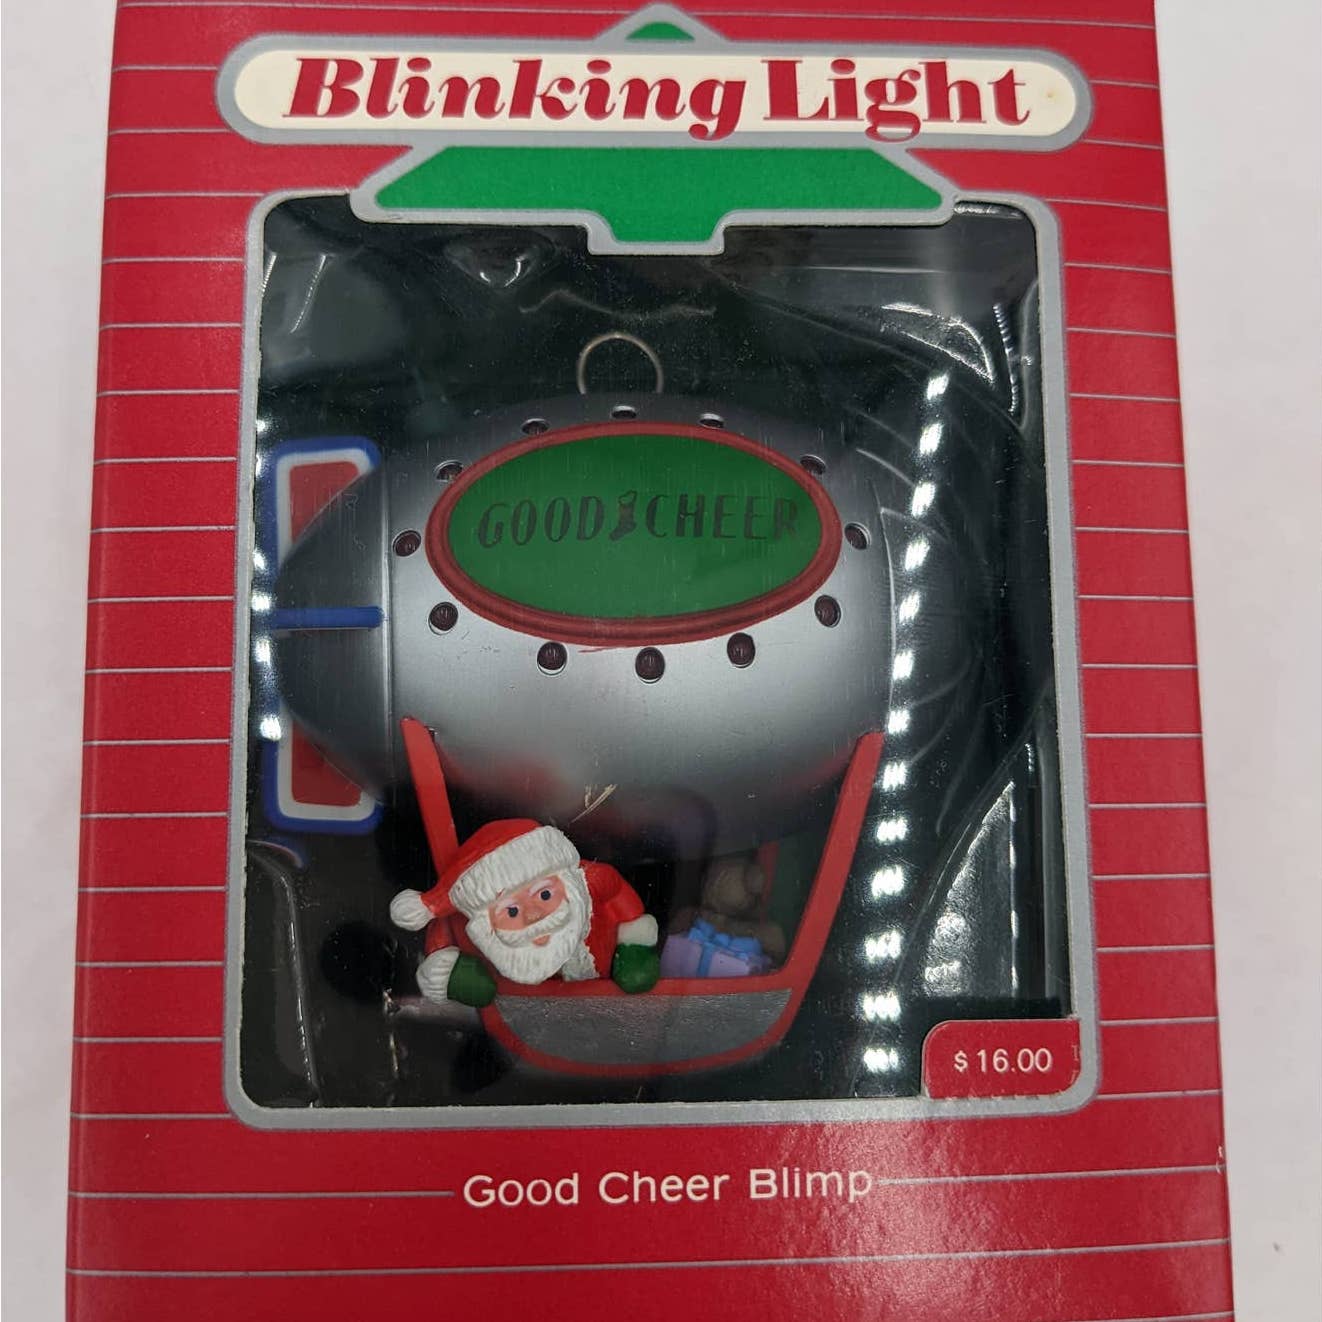 Blinking Light
GOOD CHEER
$ 16.00
Good Cheer Blimp